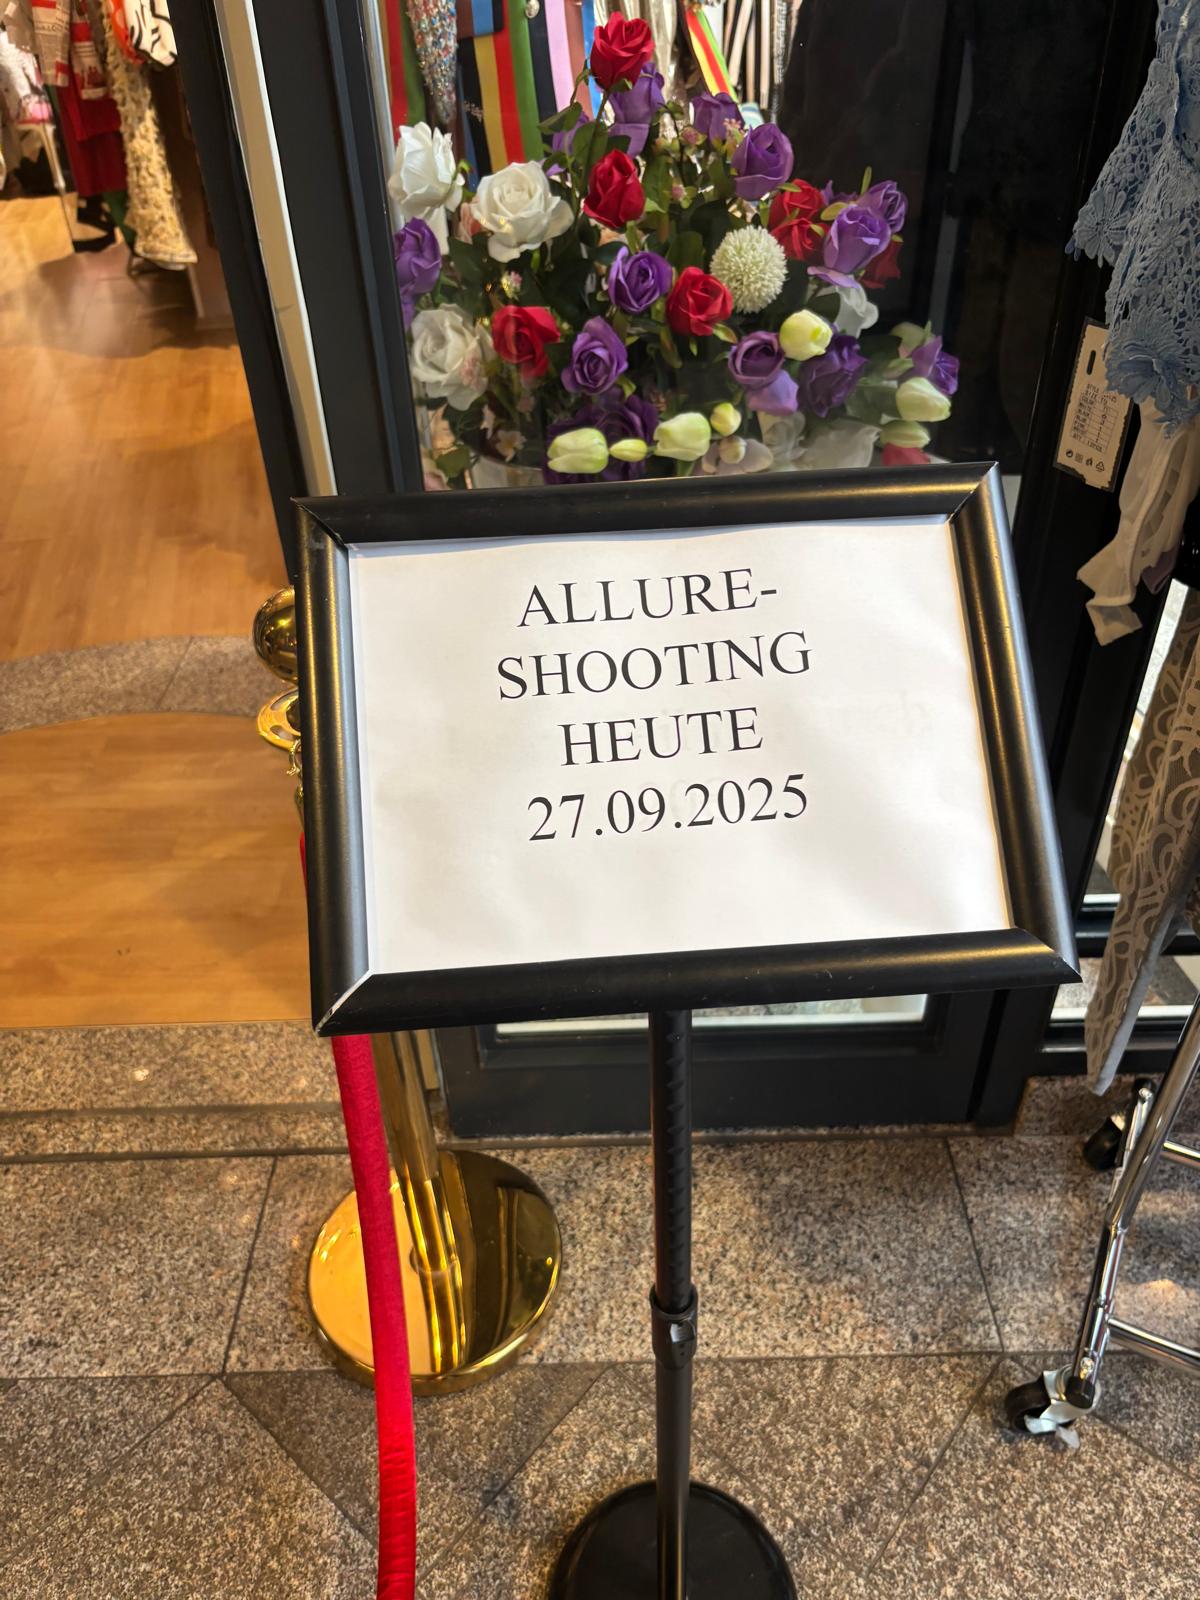 ALLURE-
SHOOTING
HEUTE
27.09.2025